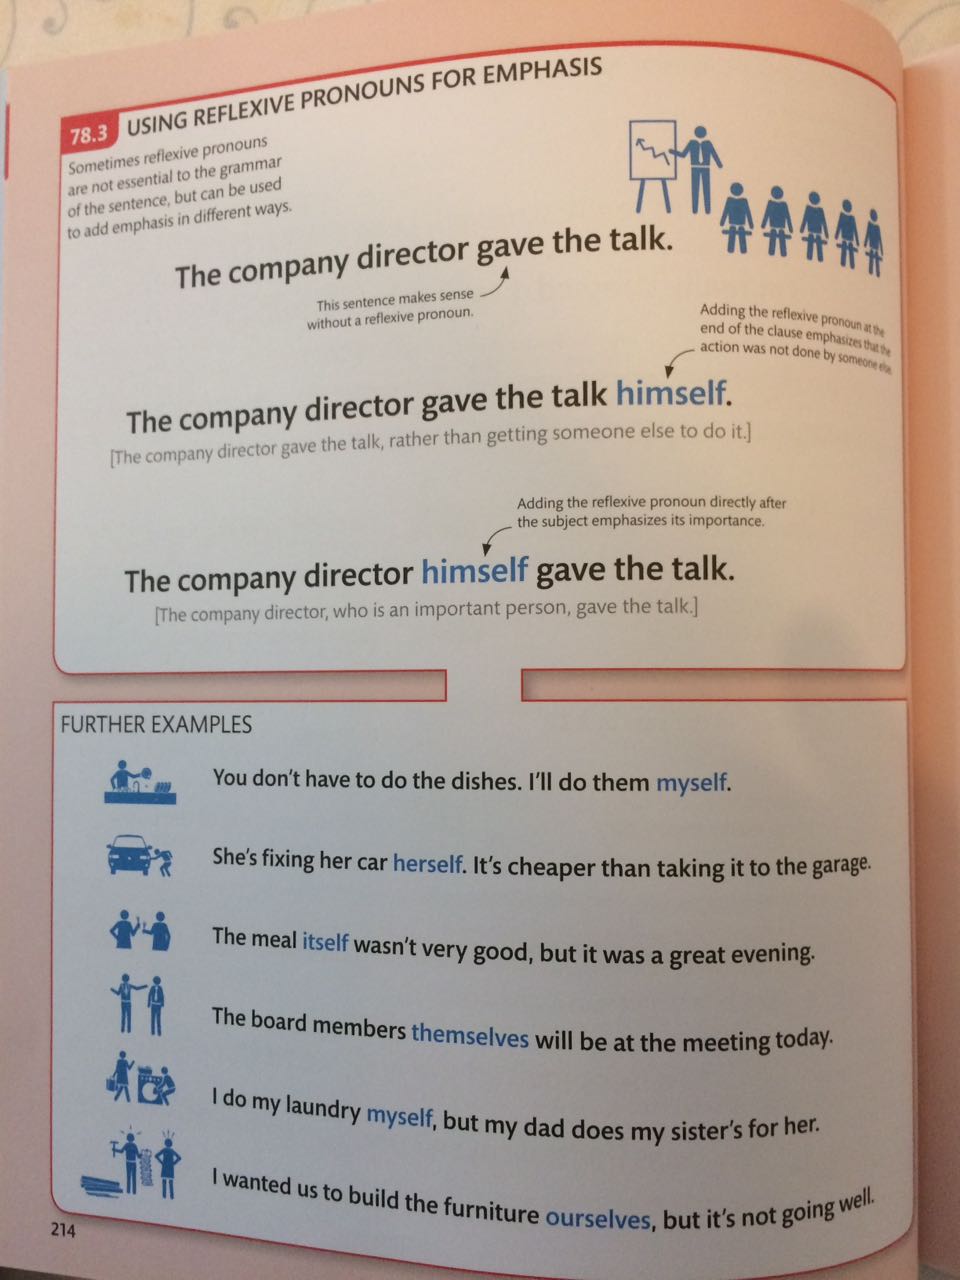 78.3 USING REFLEXIVE PRONOUNS FOR EMPHASIS
Sometimes reflexive pronouns
are not essential to the grammar
of the sentence, but can be used
to add emphasis in different ways.
The company director gave the talk.
This sentence makes sense
without a reflexive pronoun.
Adding the reflexive pronoun at the
end of the clause emphasizes that the
action was not done by someone else.
The company director gave the talk himself.
[The company director gave the talk, rather than getting someone else to do it.]
Adding the reflexive pronoun directly after
the subject emphasizes its importance.
The company director himself gave the talk.
[The company director, who is an important person, gave the talk.]
FURTHER EXAMPLES
You don't have to do the dishes. I'll do them myself.
She's fixing her car herself. It's cheaper than taking it to the garage.
The meal itself wasn't very good, but it was a great evening.
The board members themselves will be at the meeting today.
I do my laundry myself, but my dad does my sister's for her.
I wanted us to build the furniture ourselves, but it's not going well.
214